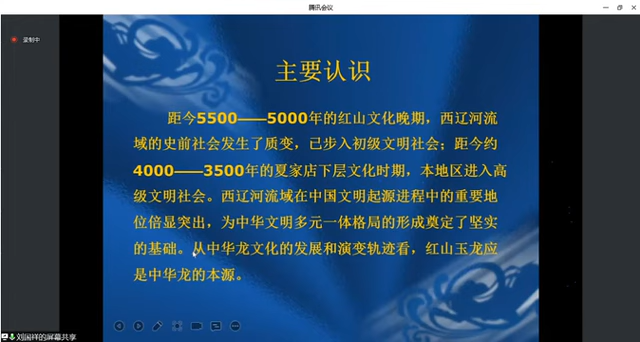 腾讯会议
录制中
主要认识
距今5500——5000年的红山文化晚期，西辽河流
域的史前社会发生了质变，已步入初级文明社会；距今约
4000——3500年的夏家店下层文化时期，本地区进入高
级文明社会。西辽河流域在中国文明起源进程中的重要地
位倍显突出，为中华文明多元一体格局的形成奠定了坚实
的基础。从中华龙文化的发展和演变轨迹看，红山玉龙应
是中华龙的本源。
刘国祥的屏幕共享